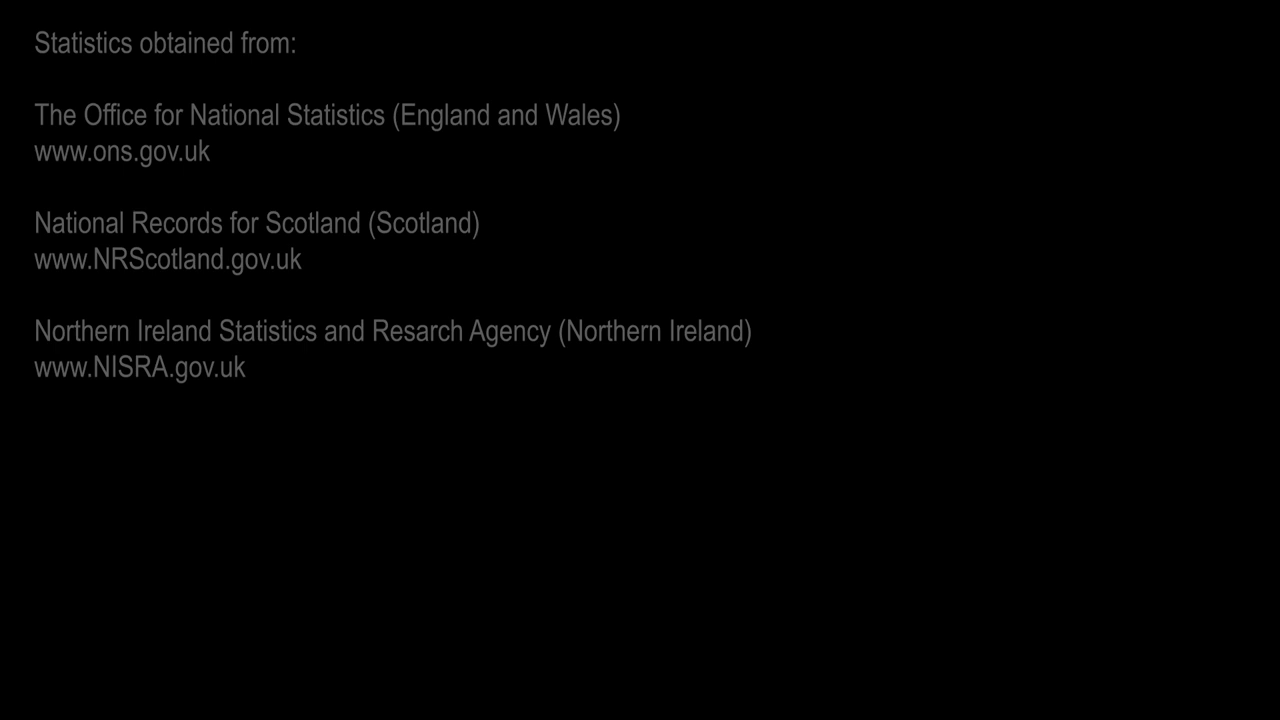 Statistics obtained from:
The Office for National Statistics (England and Wales)
www.ons.gov.uk
National Records for Scotland (Scotland)
www.NRScotland.gov.uk
Northern Ireland Statistics and Resarch Agency (Northern Ireland)
www.NISRA.gov.uk